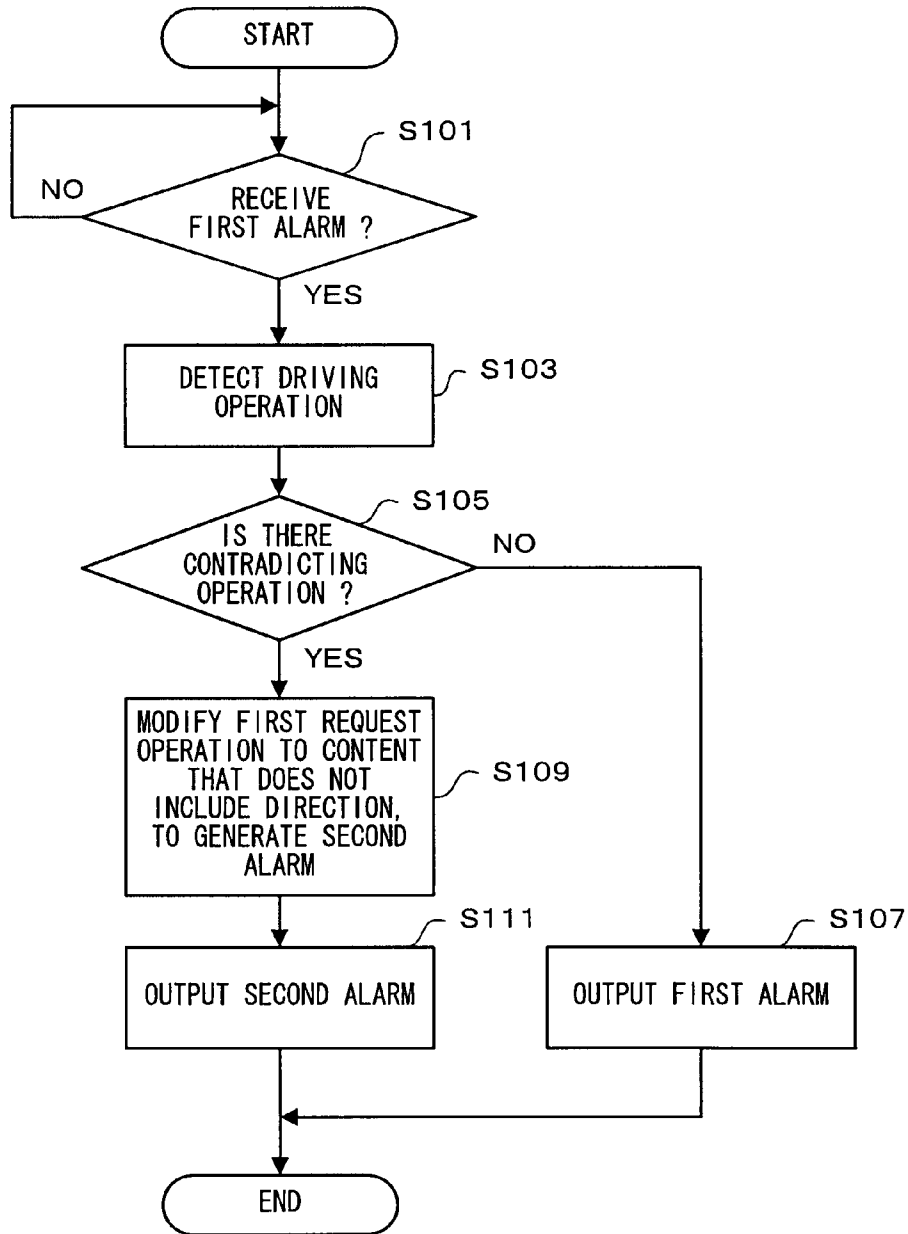 START
S101
NO
RECEIVE
FIRST ALARM ?
YES
DETECT DRIVING
OPERATION
S103
S105
IS THERE
CONTRADICTING
OPERATION ?
NO
YES
MODIFY FIRST REQUEST
OPERATION TO CONTENT
THAT DOES NOT
INCLUDE DIRECTION,
TO GENERATE SECOND
ALARM
S109
S111
OUTPUT SECOND ALARM
S107
OUTPUT FIRST ALARM
END